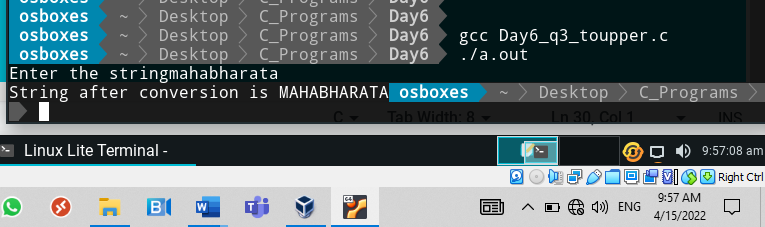 osboxes ~ Desktop C_Programs Day6
osboxes ~ Desktop C_Programs Day6 gcc Day6_q3_toupper.c
osboxes ~ Desktop C_Programs Day6 ./a.out
Enter the stringmahabharata
String after conversion is MAHABHARATA osboxes ~ Desktop C_Programs
C Tab Width: 8 Ln 30, Col 1 INS
Linux Lite Terminal - 9:57:08 am
Right Ctrl
W ENG 9:57 AM
4/15/2022